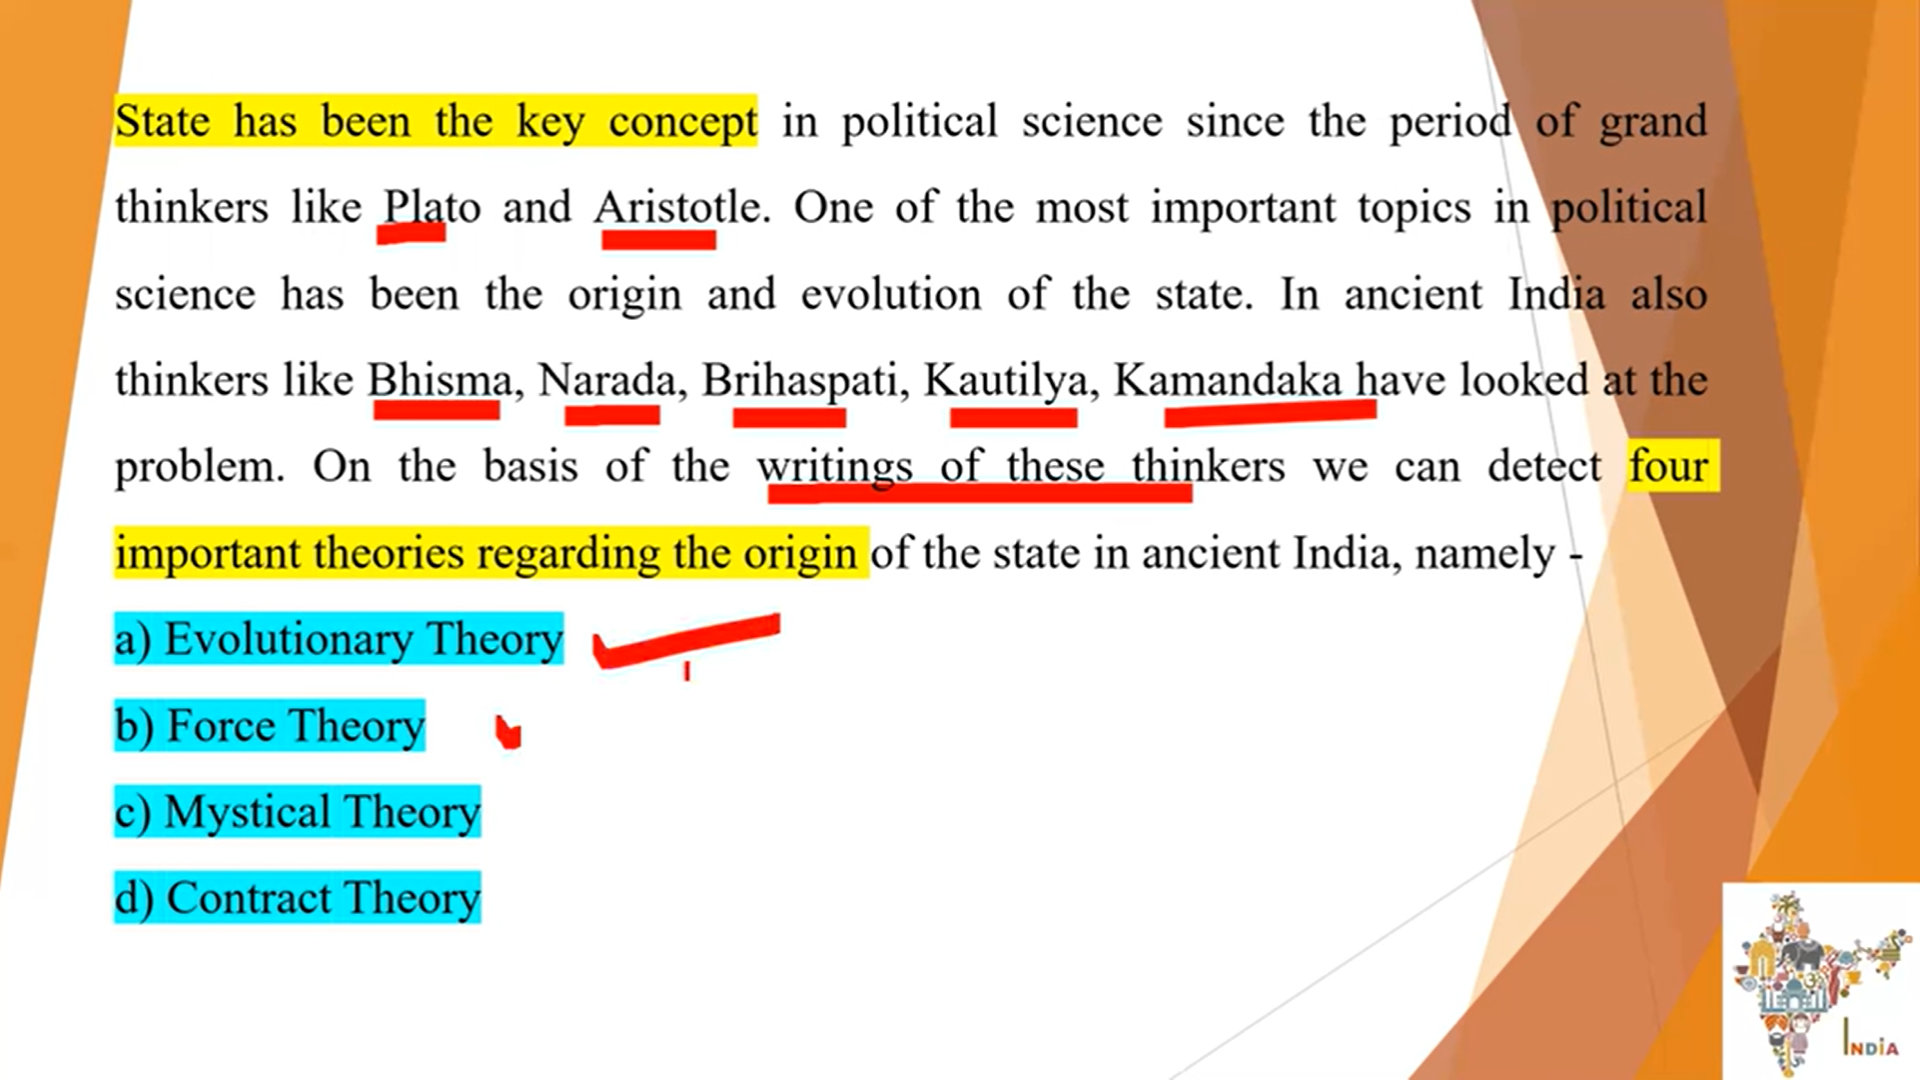 State has been the key concept in political science since the period of grand
thinkers like Plato and Aristotle. One of the most important topics in political
science has been the origin and evolution of the state. In ancient India also
thinkers like Bhisma, Narada, Brihaspati, Kautilya, Kamandaka have looked at the
problem. On the basis of the writings of these thinkers we can detect four
important theories regarding the origin of the state in ancient India, namely -
a) Evolutionary Theory
b) Force Theory
c) Mystical Theory
d) Contract Theory
INDIA